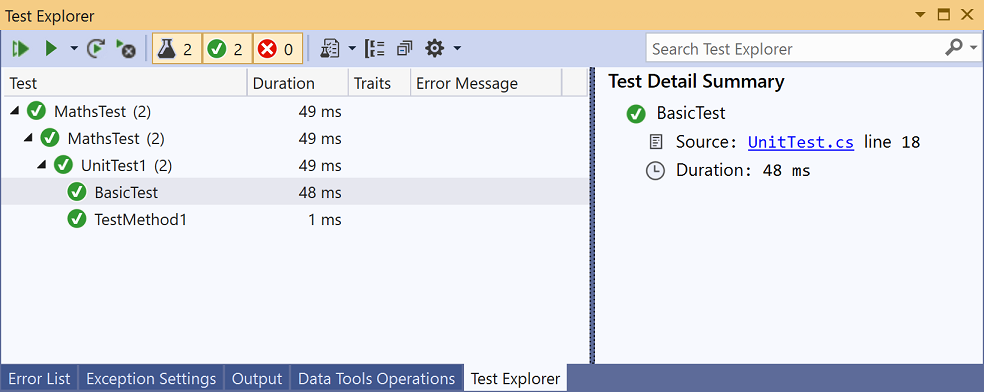 Test Explorer
2 2 0
Search Test Explorer
Test Duration Traits Error Message
MathsTest (2) 49 ms
MathsTest (2) 49 ms
UnitTest1 (2) 49 ms
BasicTest 48 ms
TestMethod1 1 ms
Test Detail Summary
BasicTest
Source: UnitTest.cs line 18
Duration: 48 ms
Error List Exception Settings Output Data Tools Operations Test Explorer